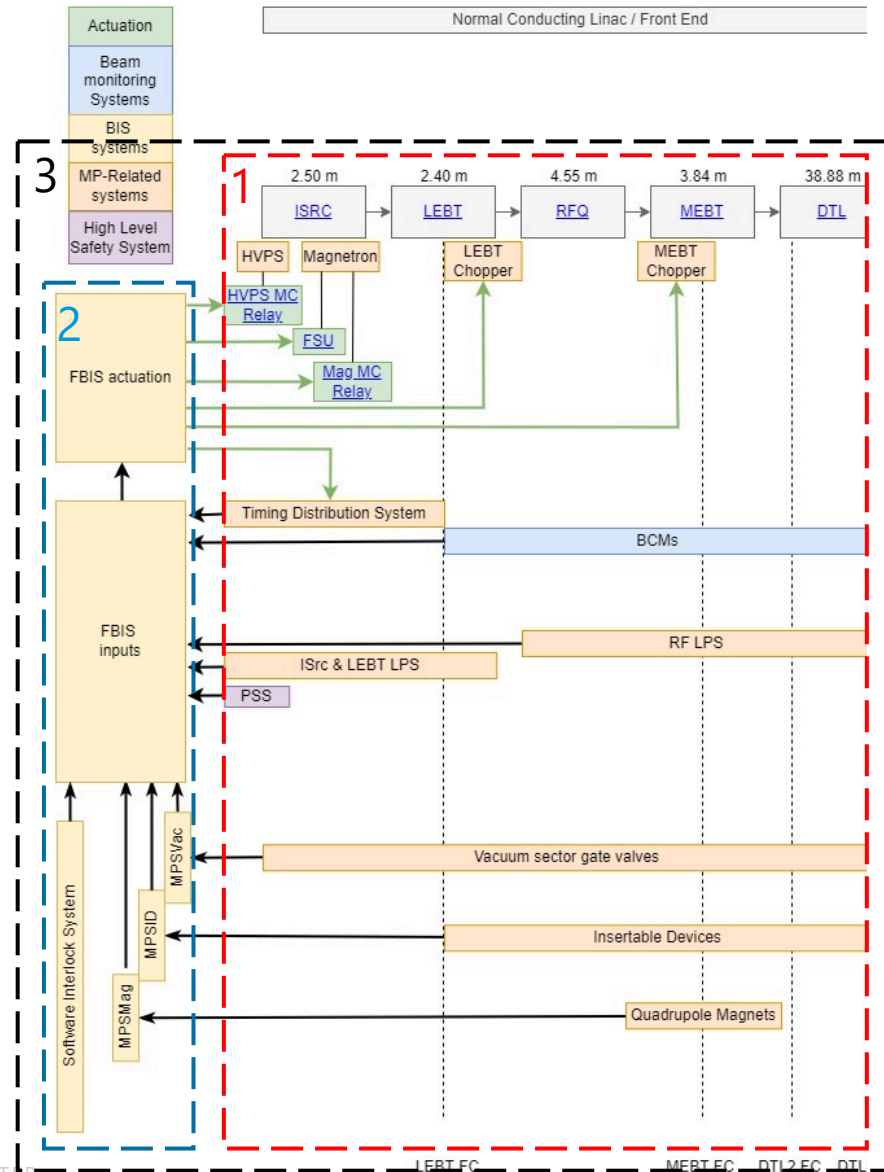 Actuation
Normal Conducting Linac / Front End
Beam
monitoring
Systems
BIS
systems
MP-Related
systems
High Level
Safety System
3
1
2.50 m
2.40 m
4.55 m
3.84 m
38.88 m
ISRC
LEBT
RFQ
MEBT
DTL
HVPS
Magnetron
LEBT
Chopper
MEBT
Chopper
2
HVPS MC
Relay
FSU
Mag MC
Relay
FBIS actuation
Timing Distribution System
BCMs
FBIS
inputs
RF LPS
ISrc & LEBT LPS
PSS
MPSVac
Vacuum sector gate valves
MPSID
Insertable Devices
MPSMag
Quadrupole Magnets
Software Interlock System
LEBT FC
MEBT FC
DTL2 FC
DTL